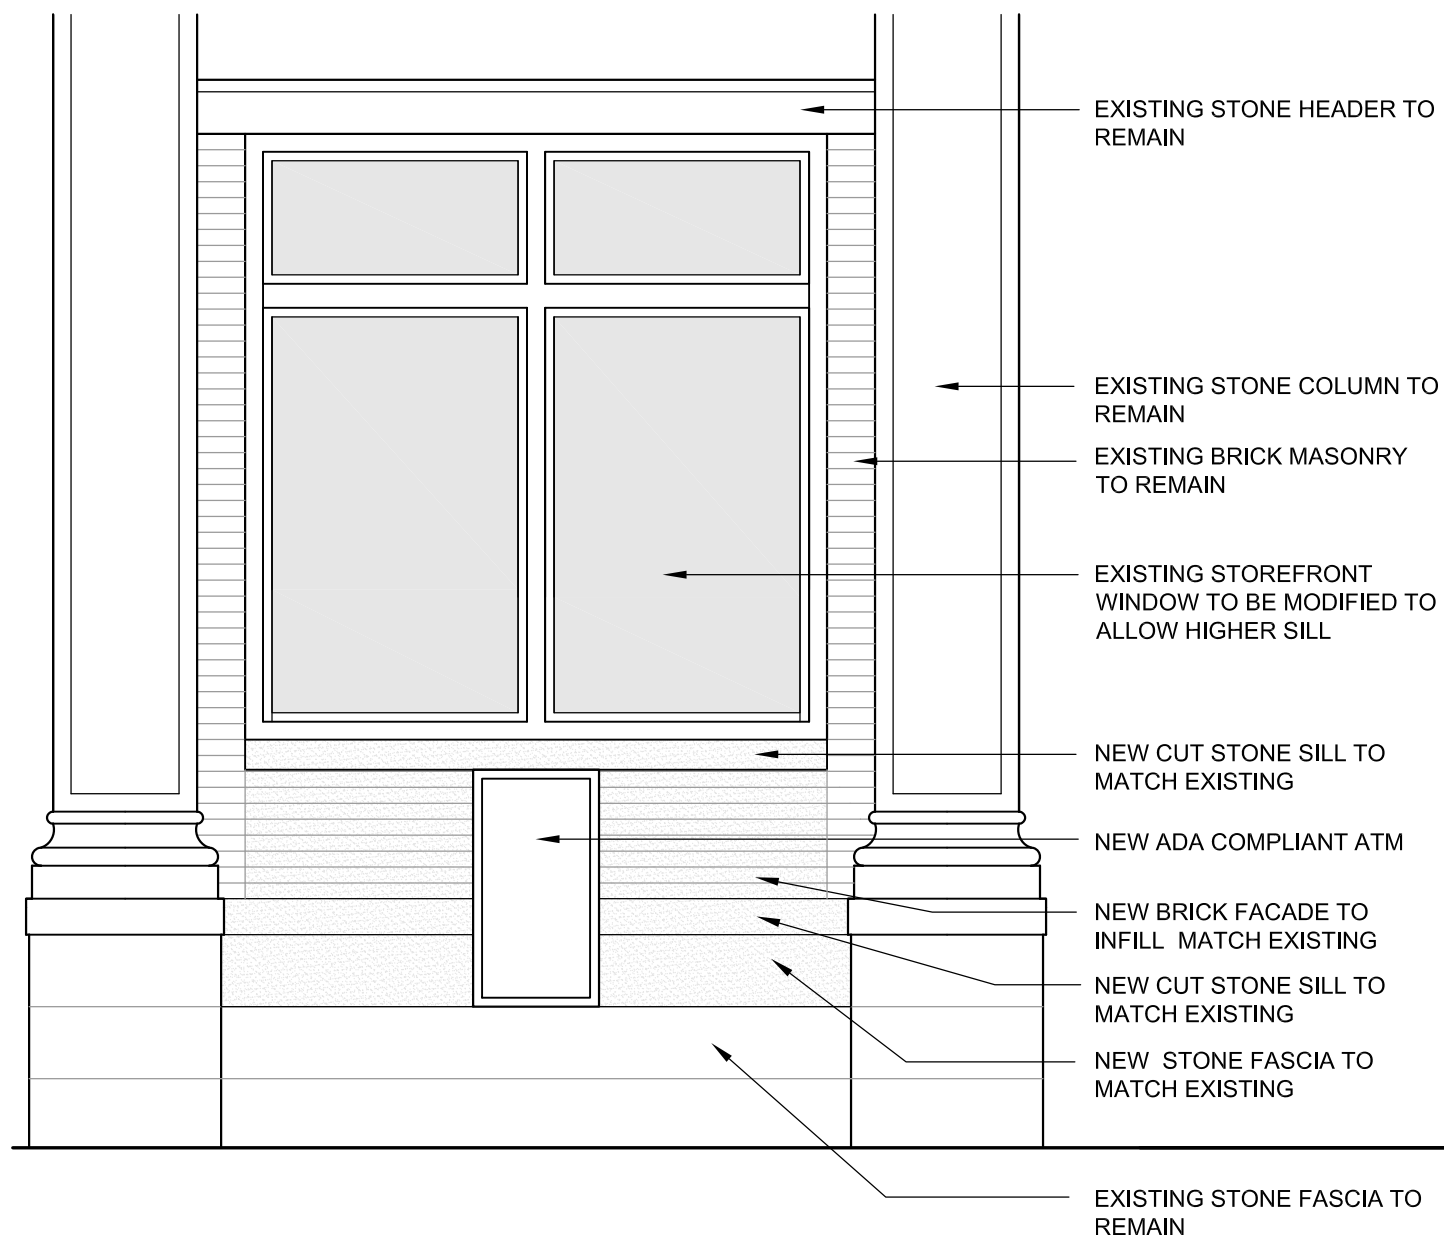 EXISTING STONE HEADER TO
REMAIN
EXISTING STONE COLUMN TO
REMAIN
EXISTING BRICK MASONRY
TO REMAIN
EXISTING STOREFRONT
WINDOW TO BE MODIFIED TO
ALLOW HIGHER SILL
NEW CUT STONE SILL TO
MATCH EXISTING
NEW ADA COMPLIANT ATM
NEW BRICK FACADE TO
INFILL  MATCH EXISTING
NEW CUT STONE SILL TO
MATCH EXISTING
NEW  STONE FASCIA TO
MATCH EXISTING
EXISTING STONE FASCIA TO
REMAIN